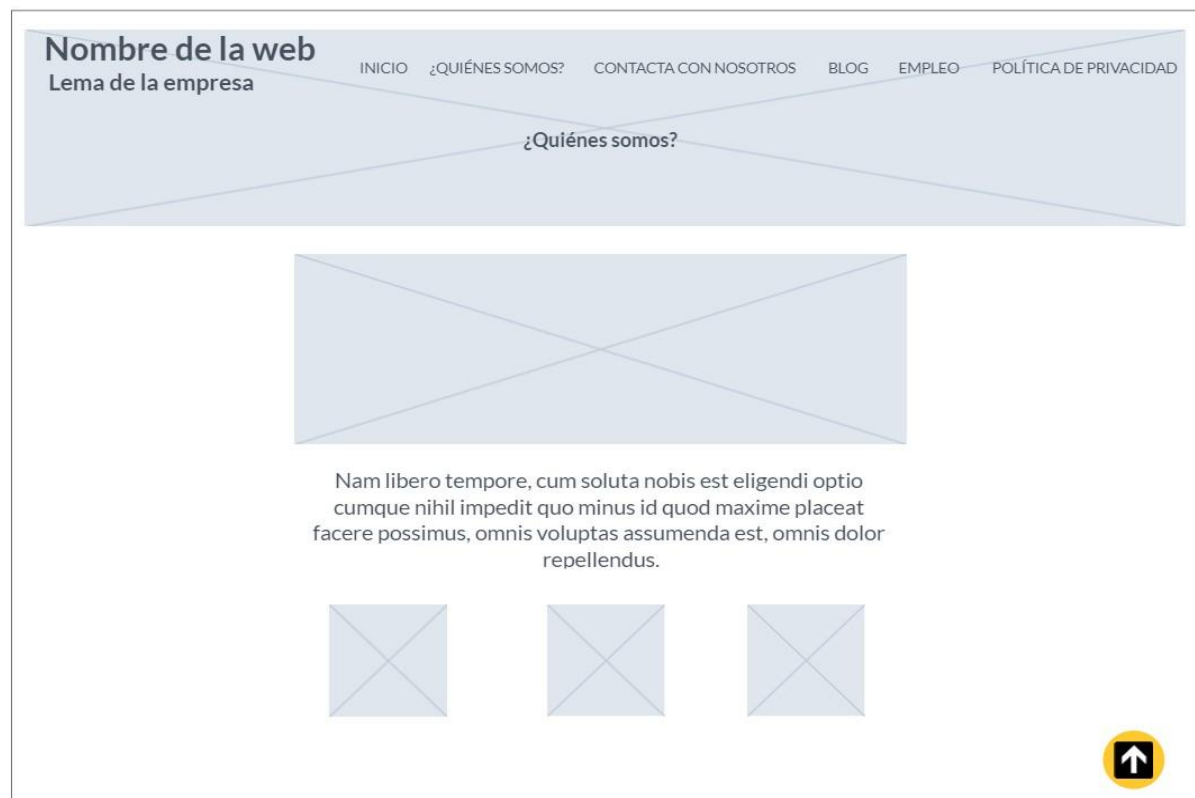 Nombre de la web
Lema de la empresa
INICIO ¿QUIÉNES SOMOS? CONTACTA CON NOSOTROS BLOG EMPLEO POLÍTICA DE PRIVACIDAD
¿Quiénes somos?
Nam libero tempore, cum soluta nobis est eligendi optio
cumque nihil impedit quo minus id quod maxime placeat
facere possimus, omnis voluptas assumenda est, omnis dolor
repellendus.